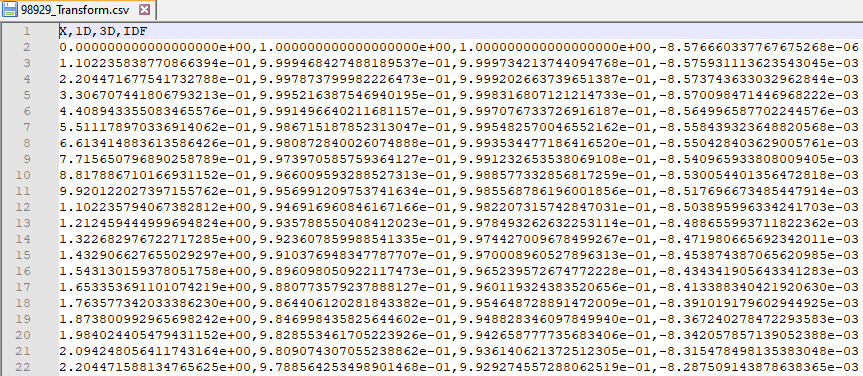 98929_Transform.csv
1 X,1D,3D,IDF
2 0.000000000000000000e+00,1.000000000000000000e+00,1.000000000000000000e+00,-8.576660337767675268e-06
3 1.102235838770866394e-01,9.999468427488189537e-01,9.999734213744094768e-01,-8.575931113623543045e-03
4 2.204471677541732788e-01,9.997873799982226473e-01,9.999202663739651387e-01,-8.573743633032962844e-03
5 3.306707441806793213e-01,9.995216387546940195e-01,9.998316807121214733e-01,-8.570098471446968222e-03
6 4.408943355083465576e-01,9.991496640211681157e-01,9.997076733726916187e-01,-8.564996587702244576e-03
7 5.511178970336914062e-01,9.986715187852313047e-01,9.995482570046552162e-01,-8.558439323648820568e-03
8 6.613414883613586426e-01,9.980872840026074888e-01,9.993534477186416520e-01,-8.550428403629005761e-03
9 7.715650796890258789e-01,9.973970585759364127e-01,9.991232653538069108e-01,-8.540965933808009405e-03
10 8.817886710166931152e-01,9.966009593288527313e-01,9.988577332856817259e-01,-8.530054401356472818e-03
11 9.920122027397155762e-01,9.956991209753741634e-01,9.985568786196001856e-01,-8.517696673485447914e-03
12 1.102235794067382812e+00,9.946916960846167166e-01,9.982207315742847031e-01,-8.503895996334241703e-03
13 1.212459444999694824e+00,9.935788550408412023e-01,9.978493262632253114e-01,-8.488655993711822362e-03
14 1.322682976722717285e+00,9.923607859988541335e-01,9.974427009678499267e-01,-8.471980665692342011e-03
15 1.432906627655029297e+00,9.910376948347787707e-01,9.970008960527896313e-01,-8.453874387065620985e-03
16 1.543130159378051758e+00,9.896098050922117473e-01,9.965239572674772228e-01,-8.434341905643341283e-03
17 1.653353691101074219e+00,9.880773579237888127e-01,9.960119324383520656e-01,-8.413388340421920630e-03
18 1.763577342033386230e+00,9.864406120281843382e-01,9.954648728891472009e-01,-8.391019179602944925e-03
19 1.873800992965698242e+00,9.846998435825644602e-01,9.948828346097849940e-01,-8.367240278472293583e-03
20 1.984024405479431152e+00,9.828553461705223926e-01,9.942658777735683406e-01,-8.342057857139052388e-03
21 2.094248056411743164e+00,9.809074307055238862e-01,9.936140621372512305e-01,-8.315478498135383048e-03
22 2.204471588134765625e+00,9.788564253498901468e-01,9.929274557288062519e-01,-8.287509143878638365e-03